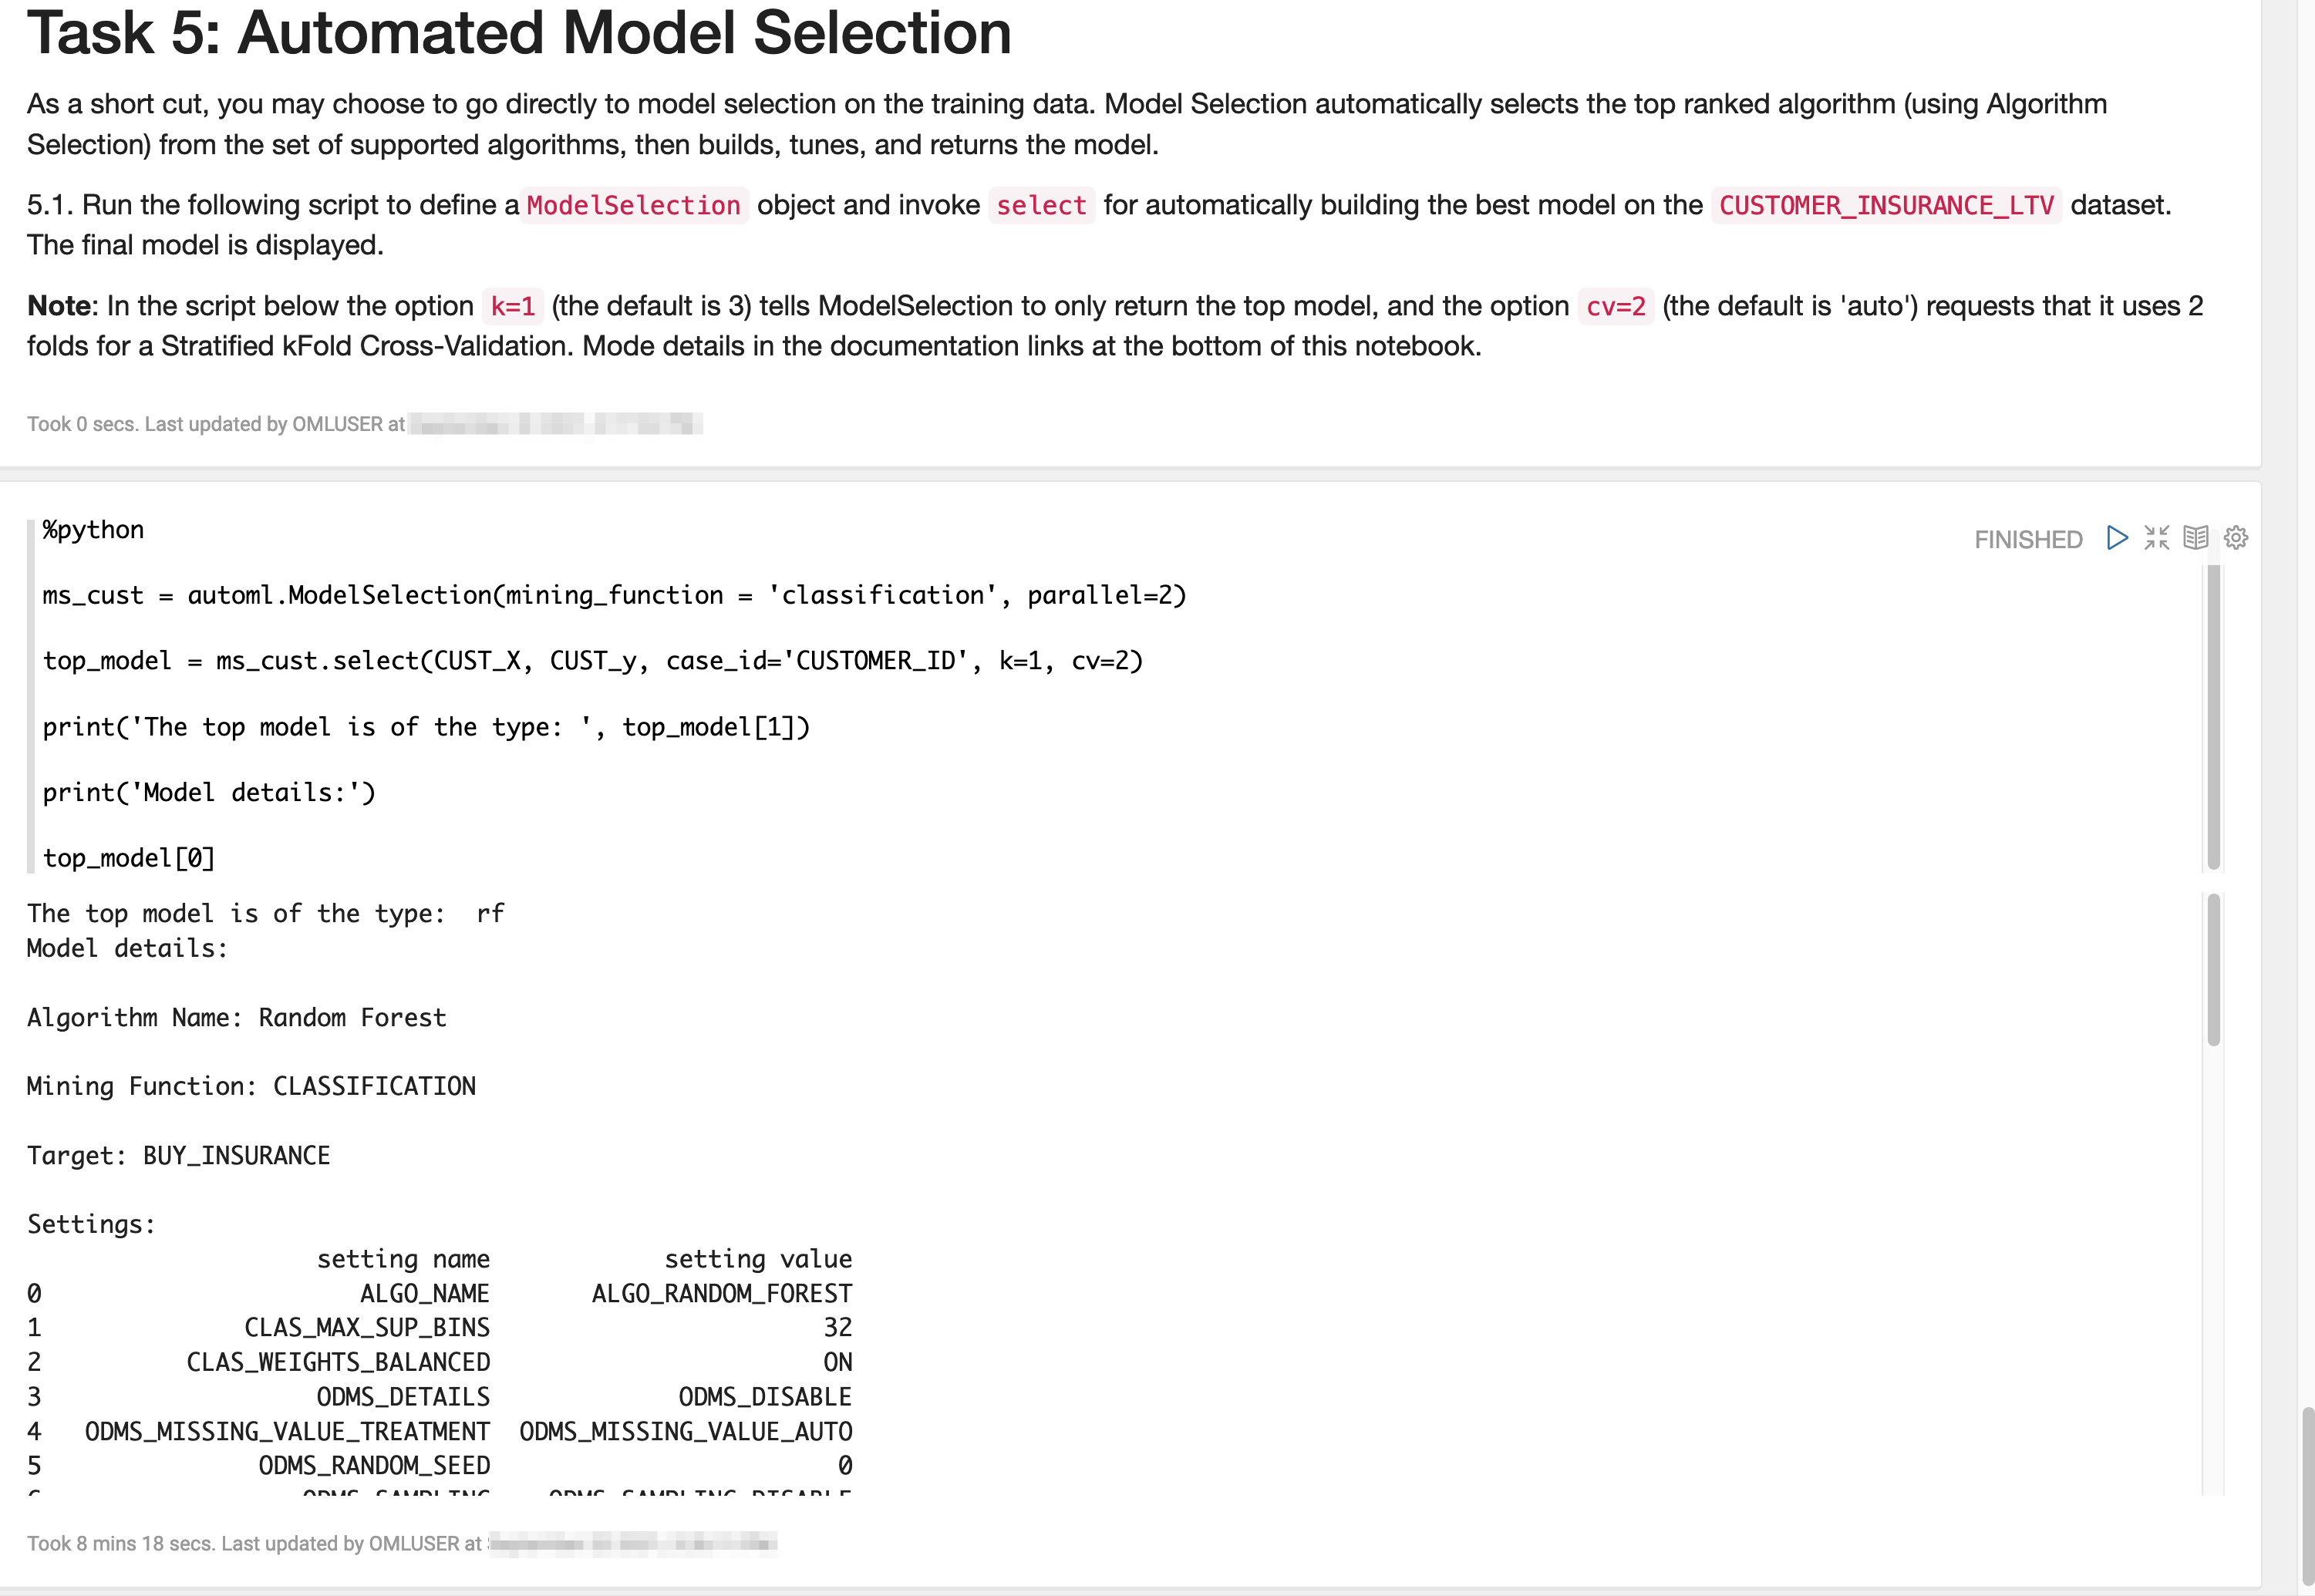 Task 5: Automated Model Selection
As a short cut, you may choose to go directly to model selection on the training data. Model Selection automatically selects the top ranked algorithm (using Algorithm
Selection) from the set of supported algorithms, then builds, tunes, and returns the model.
5.1. Run the following script to define a ModelSelection object and invoke select for automatically building the best model on the CUSTOMER_INSURANCE_LTV dataset.
The final model is displayed.
Note: In the script below the option k=1 (the default is 3) tells ModelSelection to only return the top model, and the option cv=2 (the default is 'auto') requests that it uses 2
folds for a Stratified kFold Cross-Validation. Mode details in the documentation links at the bottom of this notebook.
Took 0 secs. Last updated by OMLUSER at
%python
FINISHED
ms_cust = automl.ModelSelection(mining_function = 'classification', parallel=2)
top_model = ms_cust.select(CUST_X, CUST_y, case_id='CUSTOMER_ID', k=1, cv=2)
print('The top model is of the type: ', top_model[1])
print('Model details:')
top_model[0]
The top model is of the type:  rf
Model details:
Algorithm Name: Random Forest
Mining Function: CLASSIFICATION
Target: BUY_INSURANCE
Settings:
setting name setting value
0 ALGO_NAME ALGO_RANDOM_FOREST
1 CLAS_MAX_SUP_BINS 32
2 CLAS_WEIGHTS_BALANCED ON
3 ODMS_DETAILS ODMS_DISABLE
4 ODMS_MISSING_VALUE_TREATMENT ODMS_MISSING_VALUE_AUTO
5 ODMS_RANDOM_SEED 0
6 ODMS_SAMPLING ODMS_SAMPLING_DISABLE
Took 8 mins 18 secs. Last updated by OMLUSER at